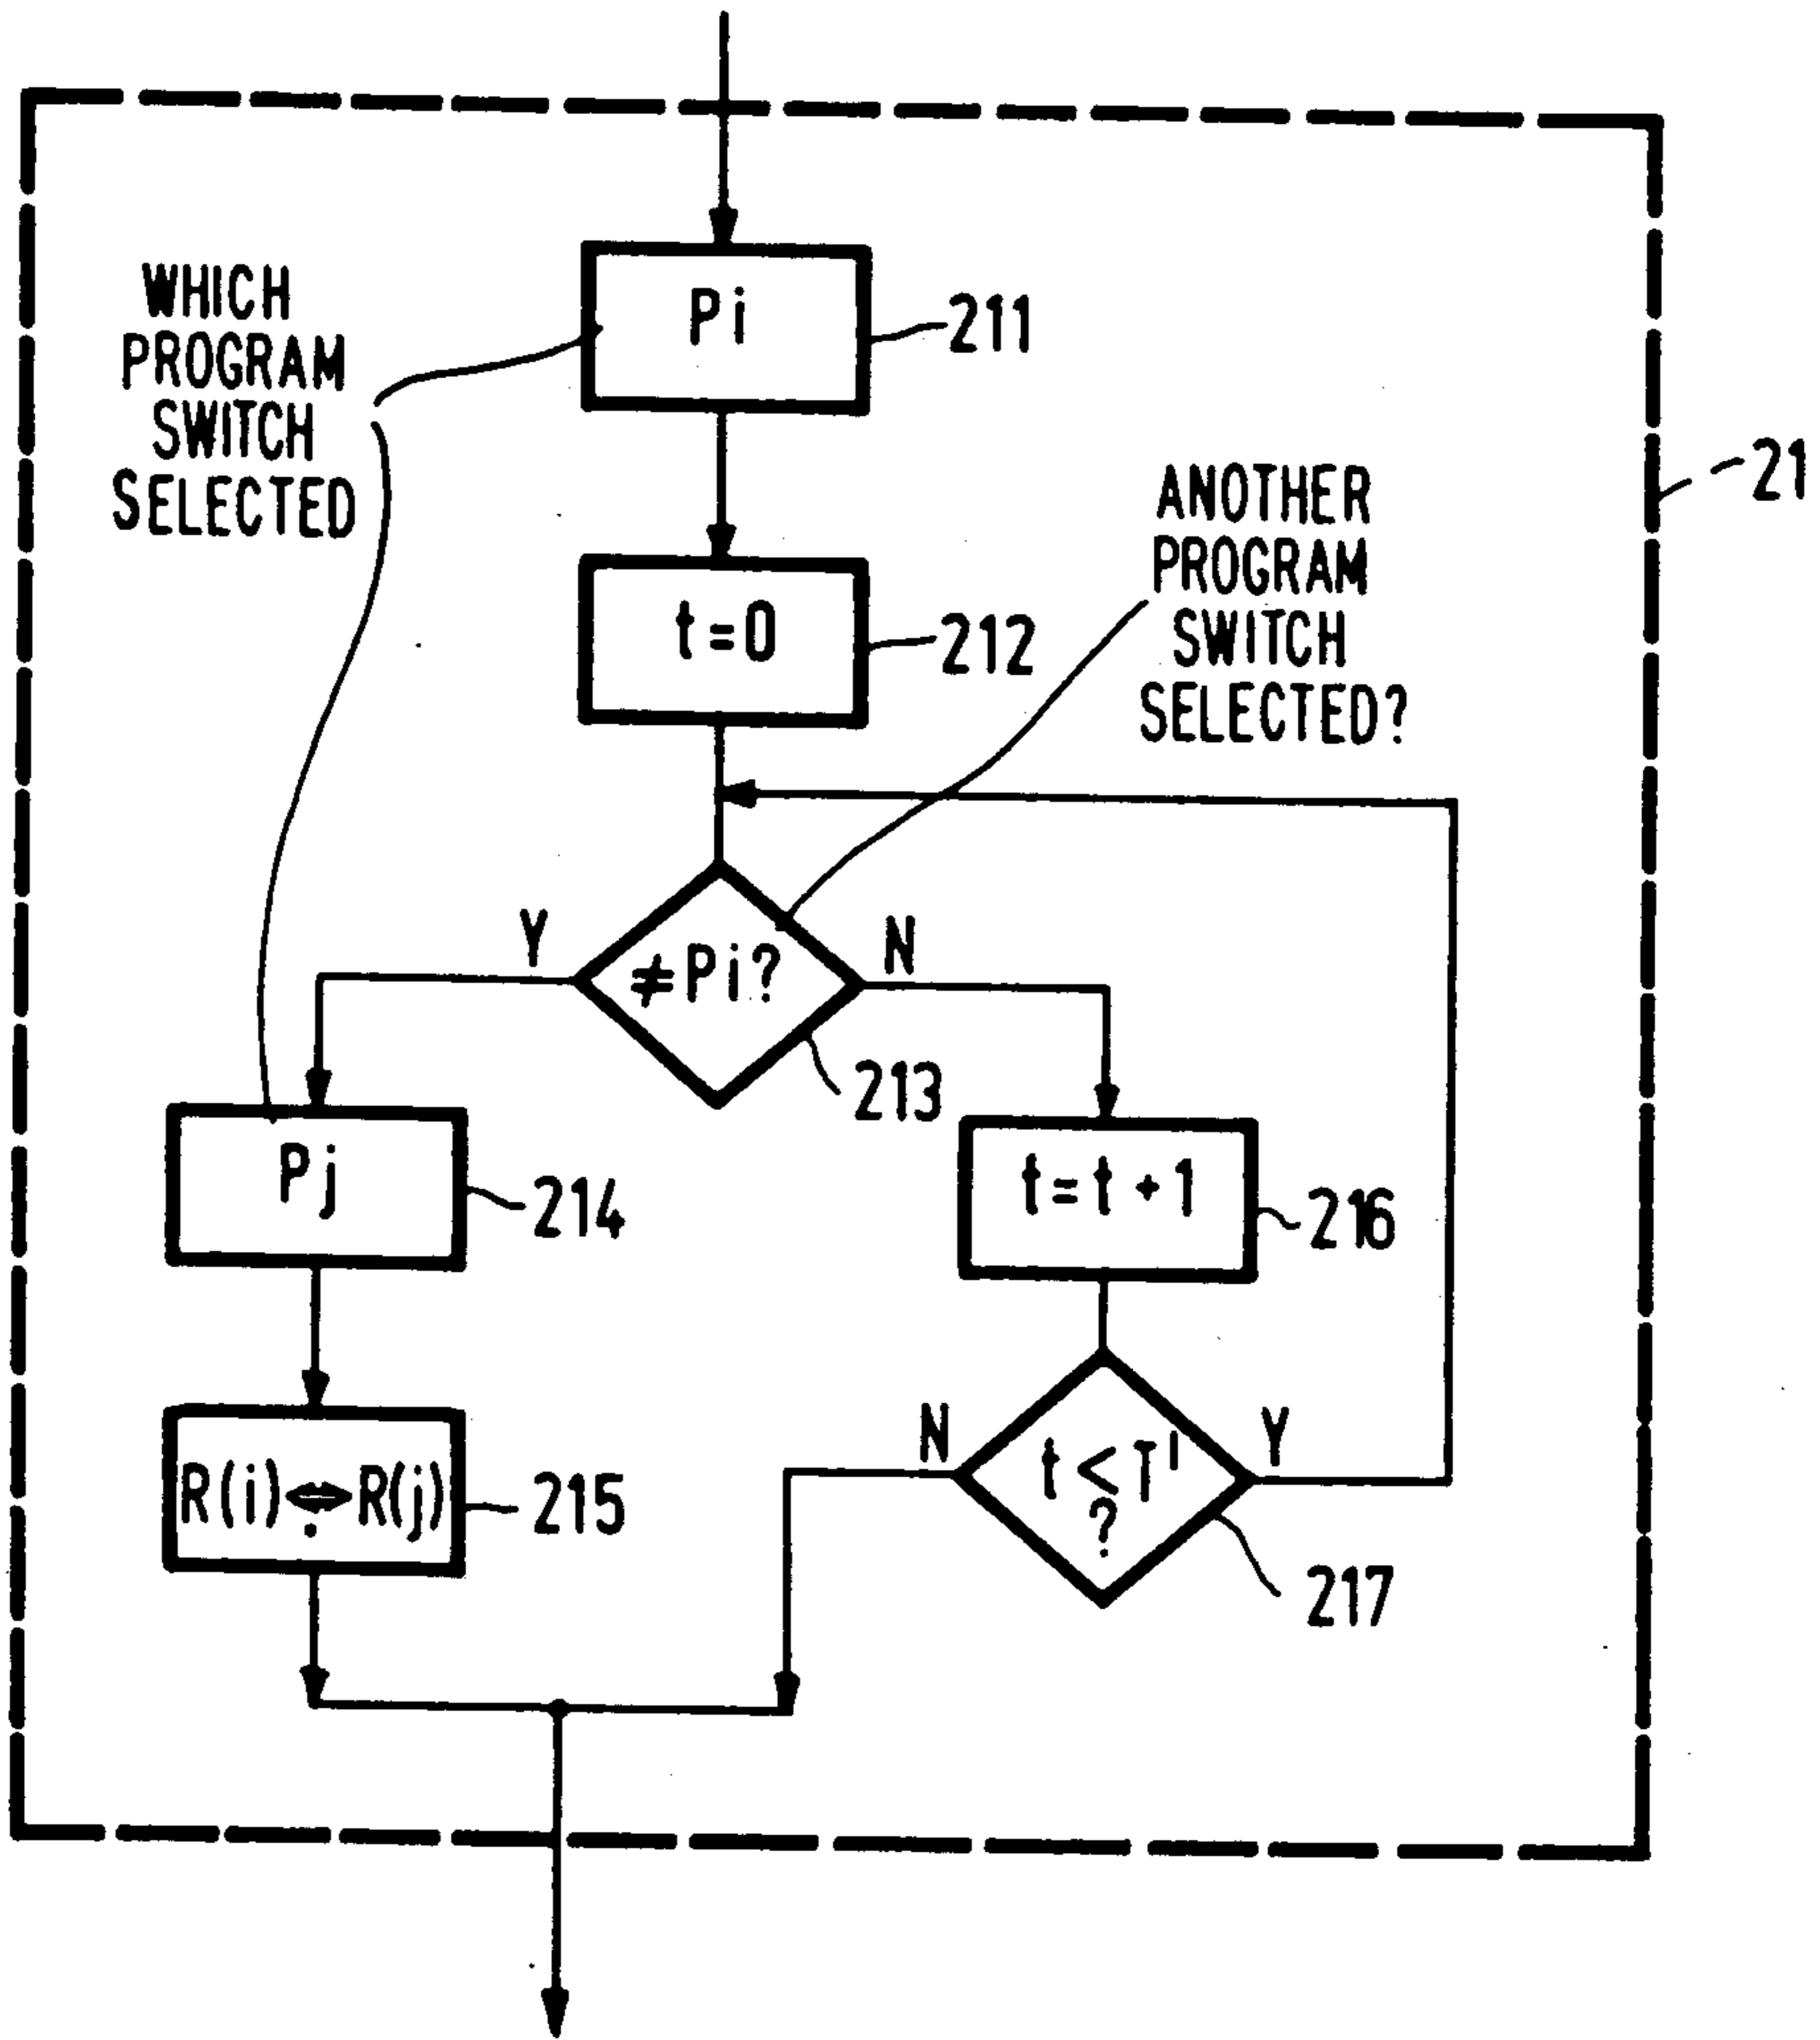 WHICH
PROGRAM
SWITCH
SELECTED
Pi
211
21
ANOTHER
PROGRAM
SWITCH
SELECTED?
t=0
212
Y
≠Pi?
N
213
Pj
214
t=t+1
216
R(i)⇔R(j)
215
N
t≤T'
?
Y
217